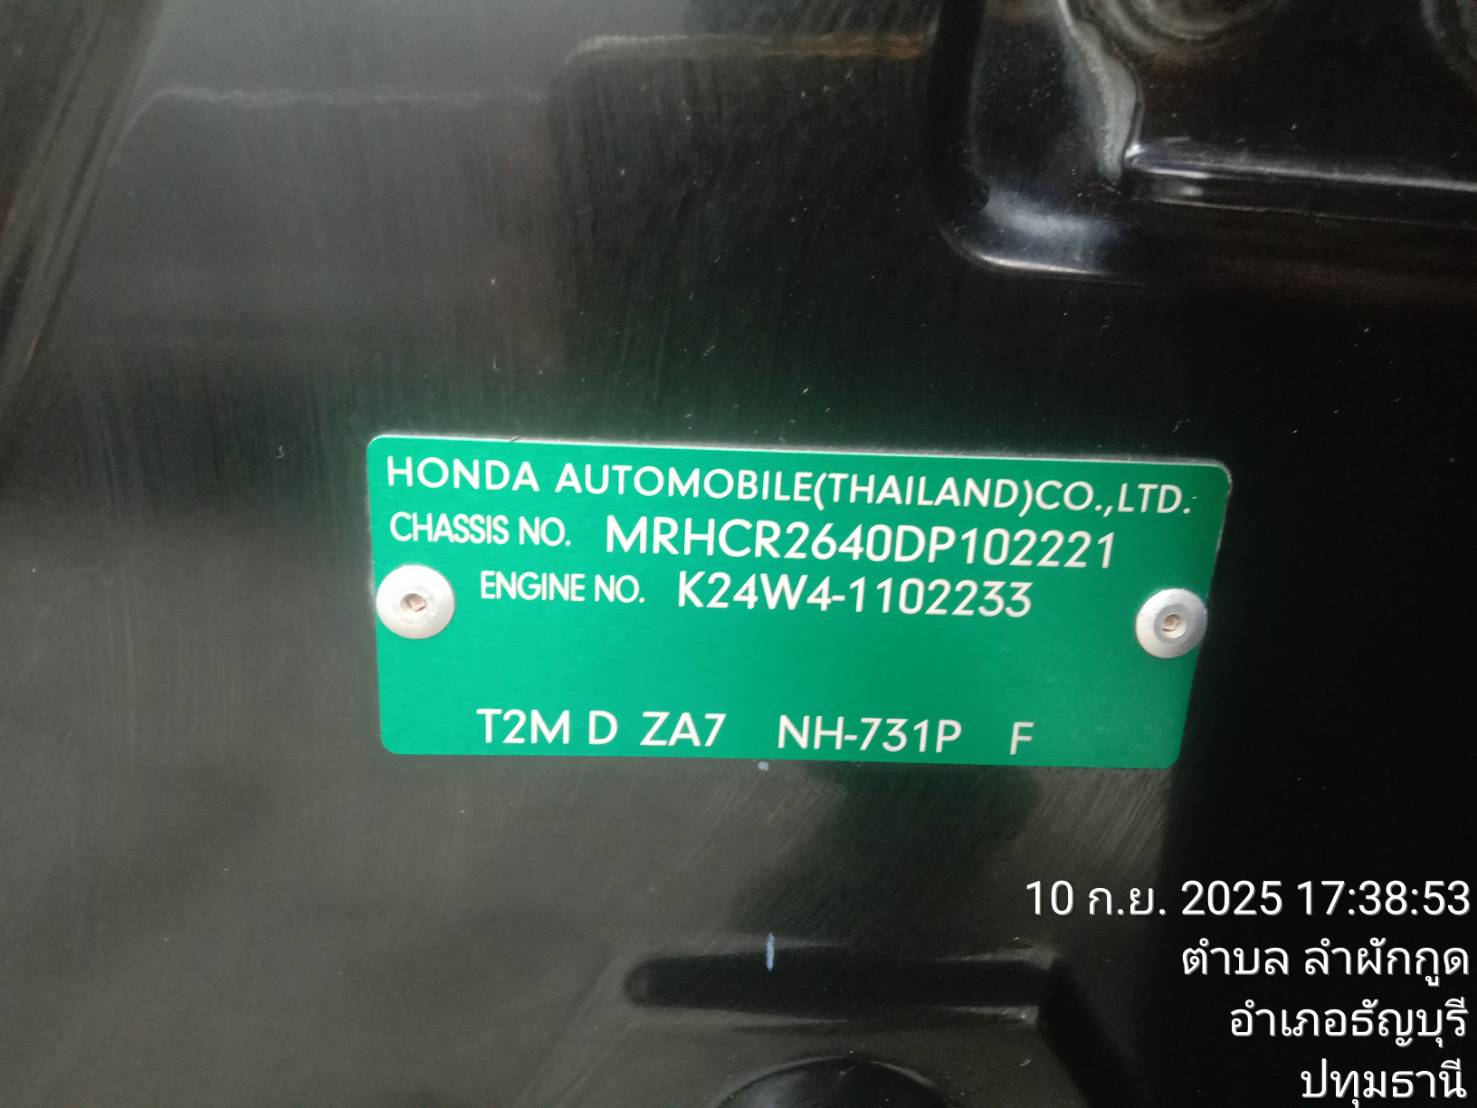 HONDA AUTOMOBILE(THAILAND)CO.,LTD.
CHASSIS NO. MRHCR2640DP102221
ENGINE NO. K24W4-1102233
T2M D ZA7 NH-731P F
10 ก.ย. 2025 17:38:53
ตำบล ลำผักกูด
อำเภอธัญบุรี
ปทุมธานี